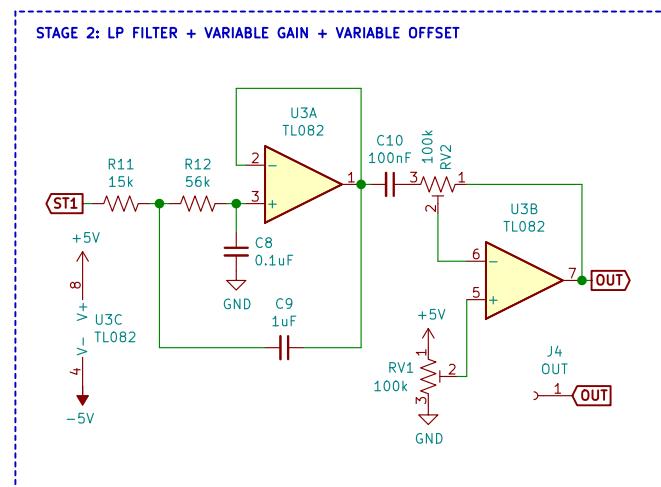 STAGE 2: LP FILTER + VARIABLE GAIN + VARIABLE OFFSET
U3A
TL082
R11
15k
R12
56k
C10
100nF
100k
RV2
2
−
3
+
1
3
1
2
ST1
+5V
8
V+
U3C
TL082
V−
4
−5V
C8
0.1uF
GND
C9
1uF
U3B
TL082
6
−
5
+
7
OUT
+5V
1
RV1
100k
2
3
GND
J4
OUT
1
OUT